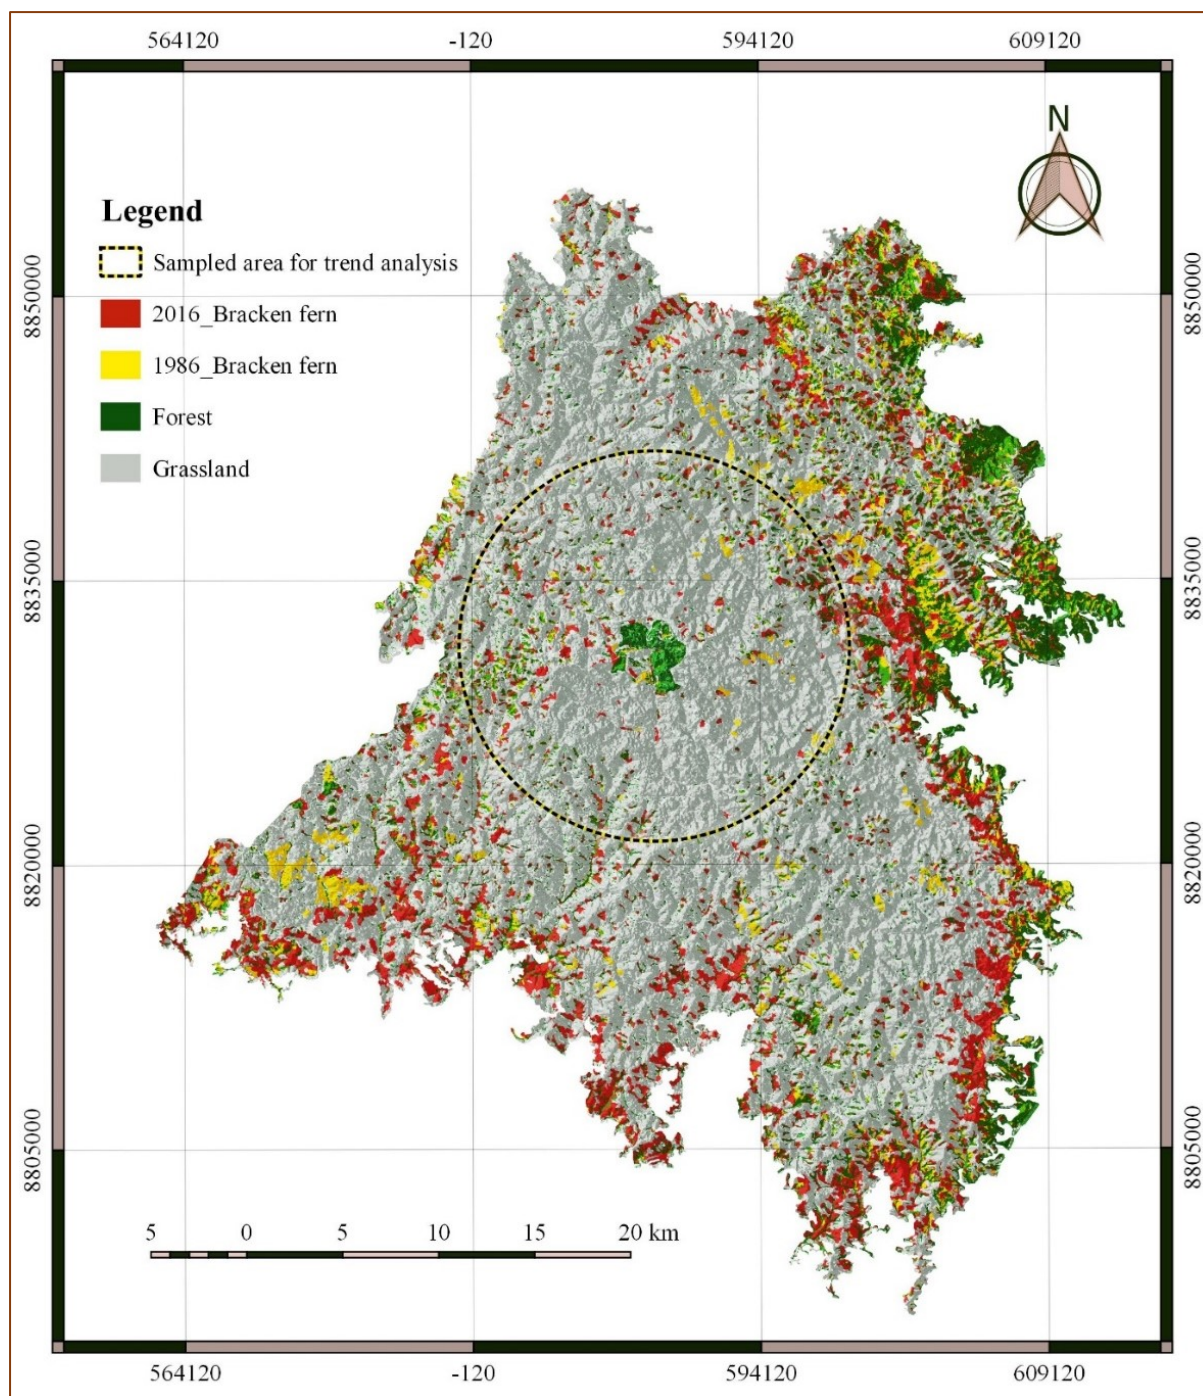 564120 -120 594120 609120
N
Legend
Sampled area for trend analysis
2016_Bracken fern
1986_Bracken fern
Forest
Grassland
8850000 8850000
8835000 8835000
8820000 8820000
8805000 8805000
5 0 5 10 15 20 km
564120 -120 594120 609120